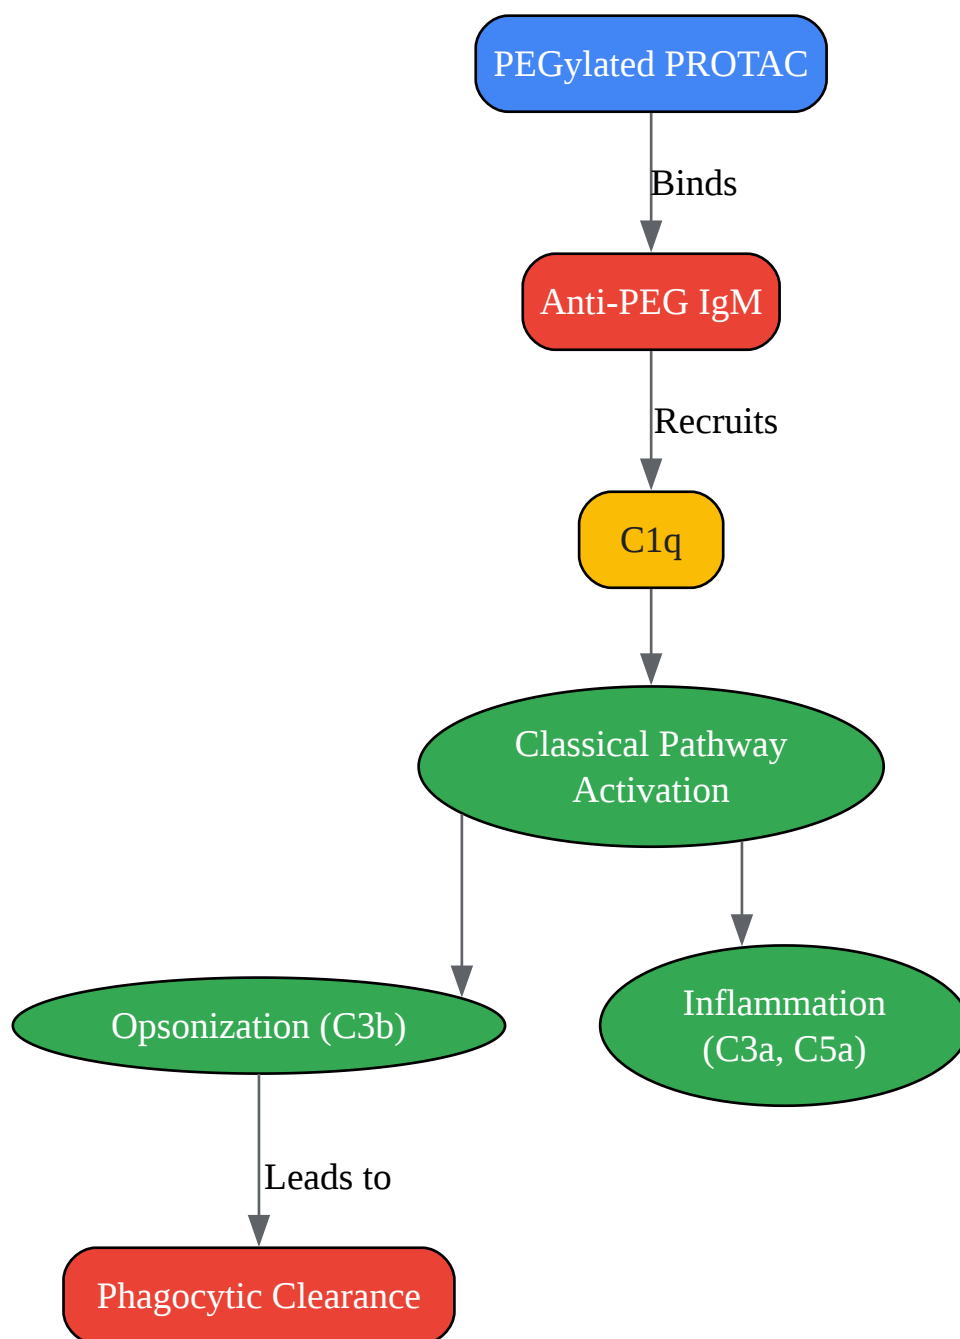 PEGylated PROTAC
Binds
Anti-PEG IgM
Recruits
C1q
Classical Pathway
Activation
Opsonization (C3b)
Inflammation
(C3a, C5a)
Leads to
Phagocytic Clearance